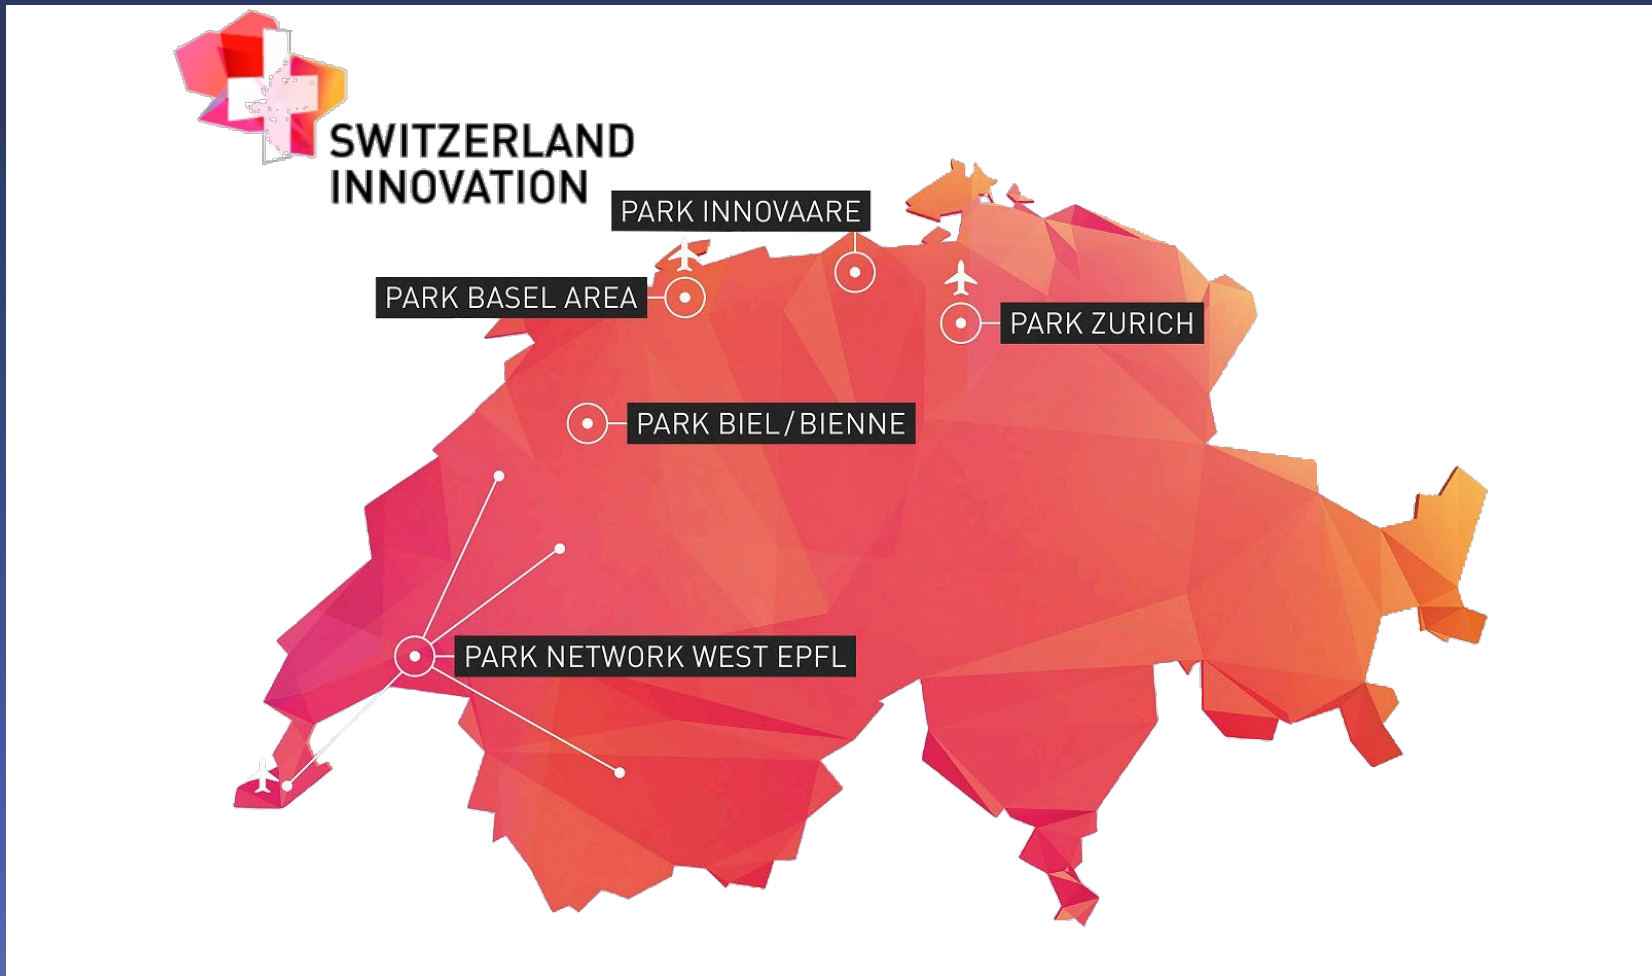 SWITZERLAND
INNOVATION
PARK INNOVAARE
PARK BASEL AREA
PARK ZURICH
PARK BIEL/BIENNE
PARK NETWORK WEST EPFL